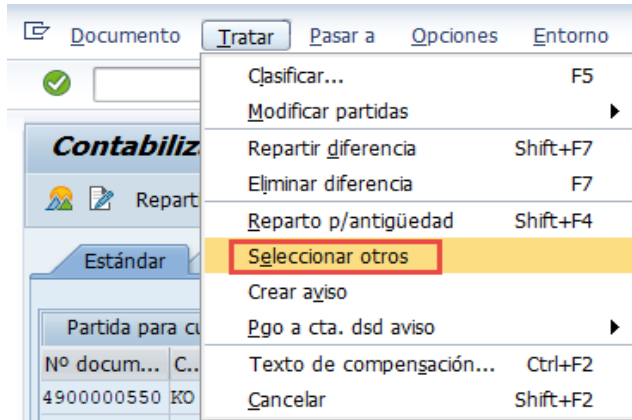 Documento Tratar Pasar a Opciones Entorno
Clasificar... F5
Modificar partidas
Contabiliz
Repartir diferencia Shift+F7
Eliminar diferencia F7
Reparti
Reparto p/antigüedad Shift+F4
Estándar
Seleccionar otros
Crear aviso
Partida para cu
Pgo a cta. dsd aviso
Nº docum... C..
Texto de compensación... Ctrl+F2
4900000550 KO
Cancelar Shift+F2